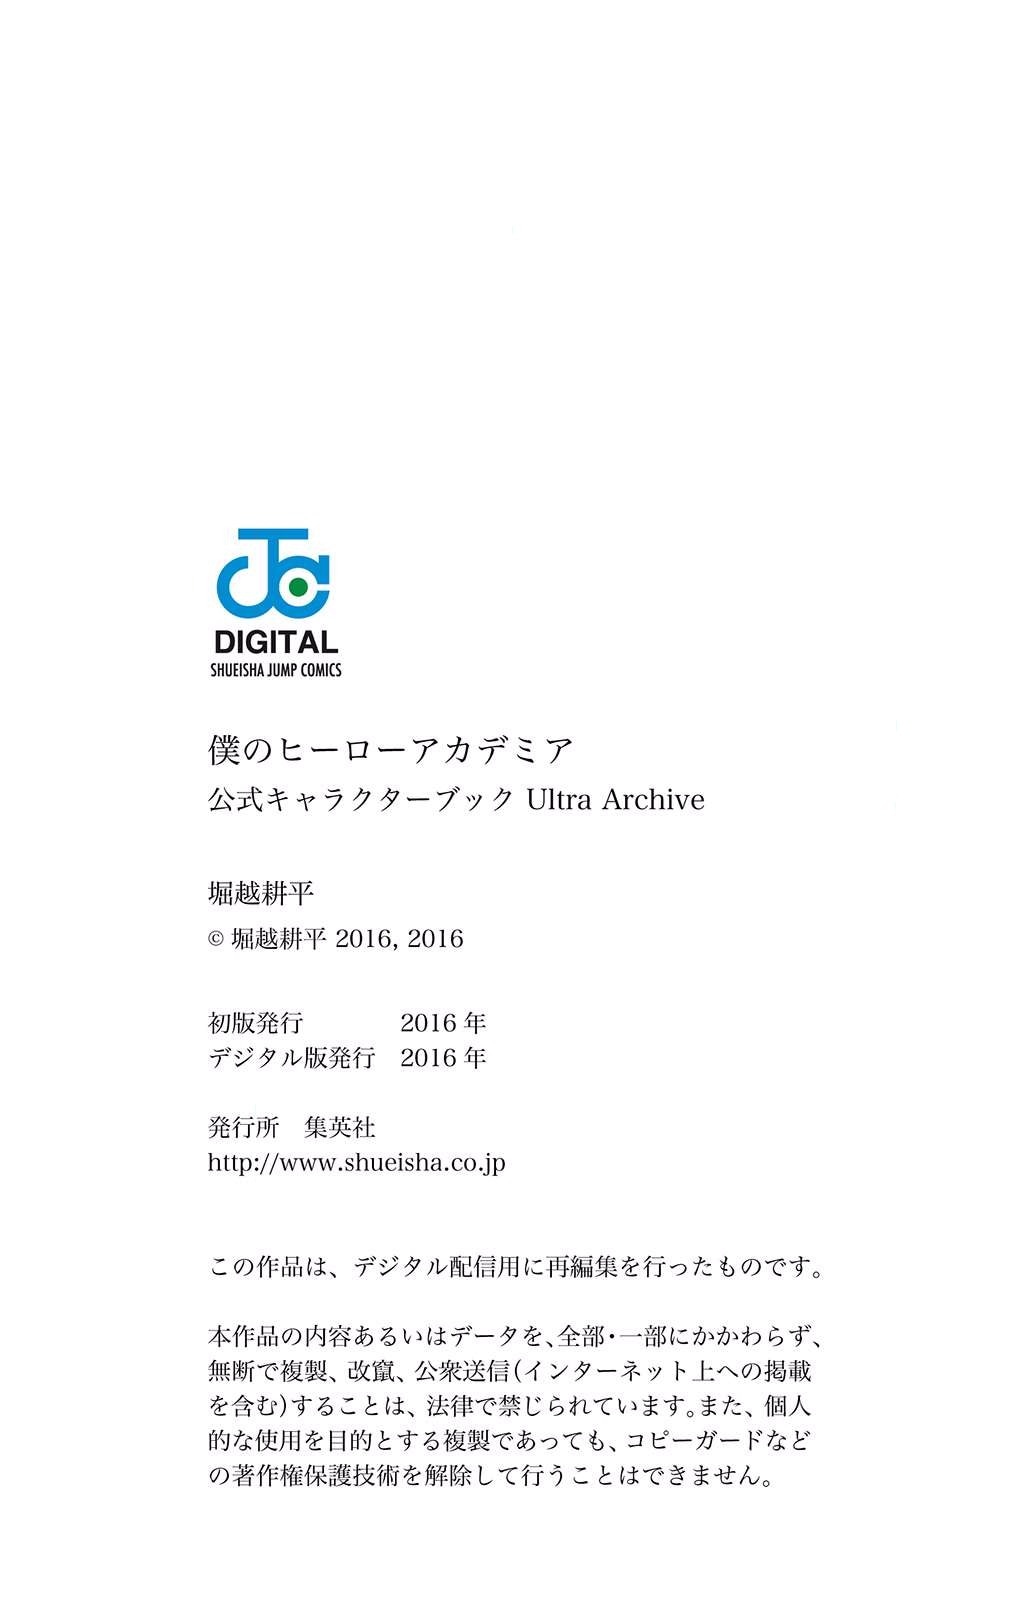 DIGITAL
SHUEISHA JUMP COMICS
僕のヒーローアカデミア
公式キャラクターブック Ultra Archive
堀越耕平
© 堀越耕平 2016, 2016
初版発行　　　　2016 年
デジタル版発行　2016 年
発行所　集英社
http://www.shueisha.co.jp
この作品は、デジタル配信用に再編集を行ったものです。
本作品の内容あるいはデータを、全部・一部にかかわらず、
無断で複製、改竄、公衆送信(インターネット上への掲載
を含む)することは、法律で禁じられています。また、個人
的な使用を目的とする複製であっても、コピーガードなど
の著作権保護技術を解除して行うことはできません。